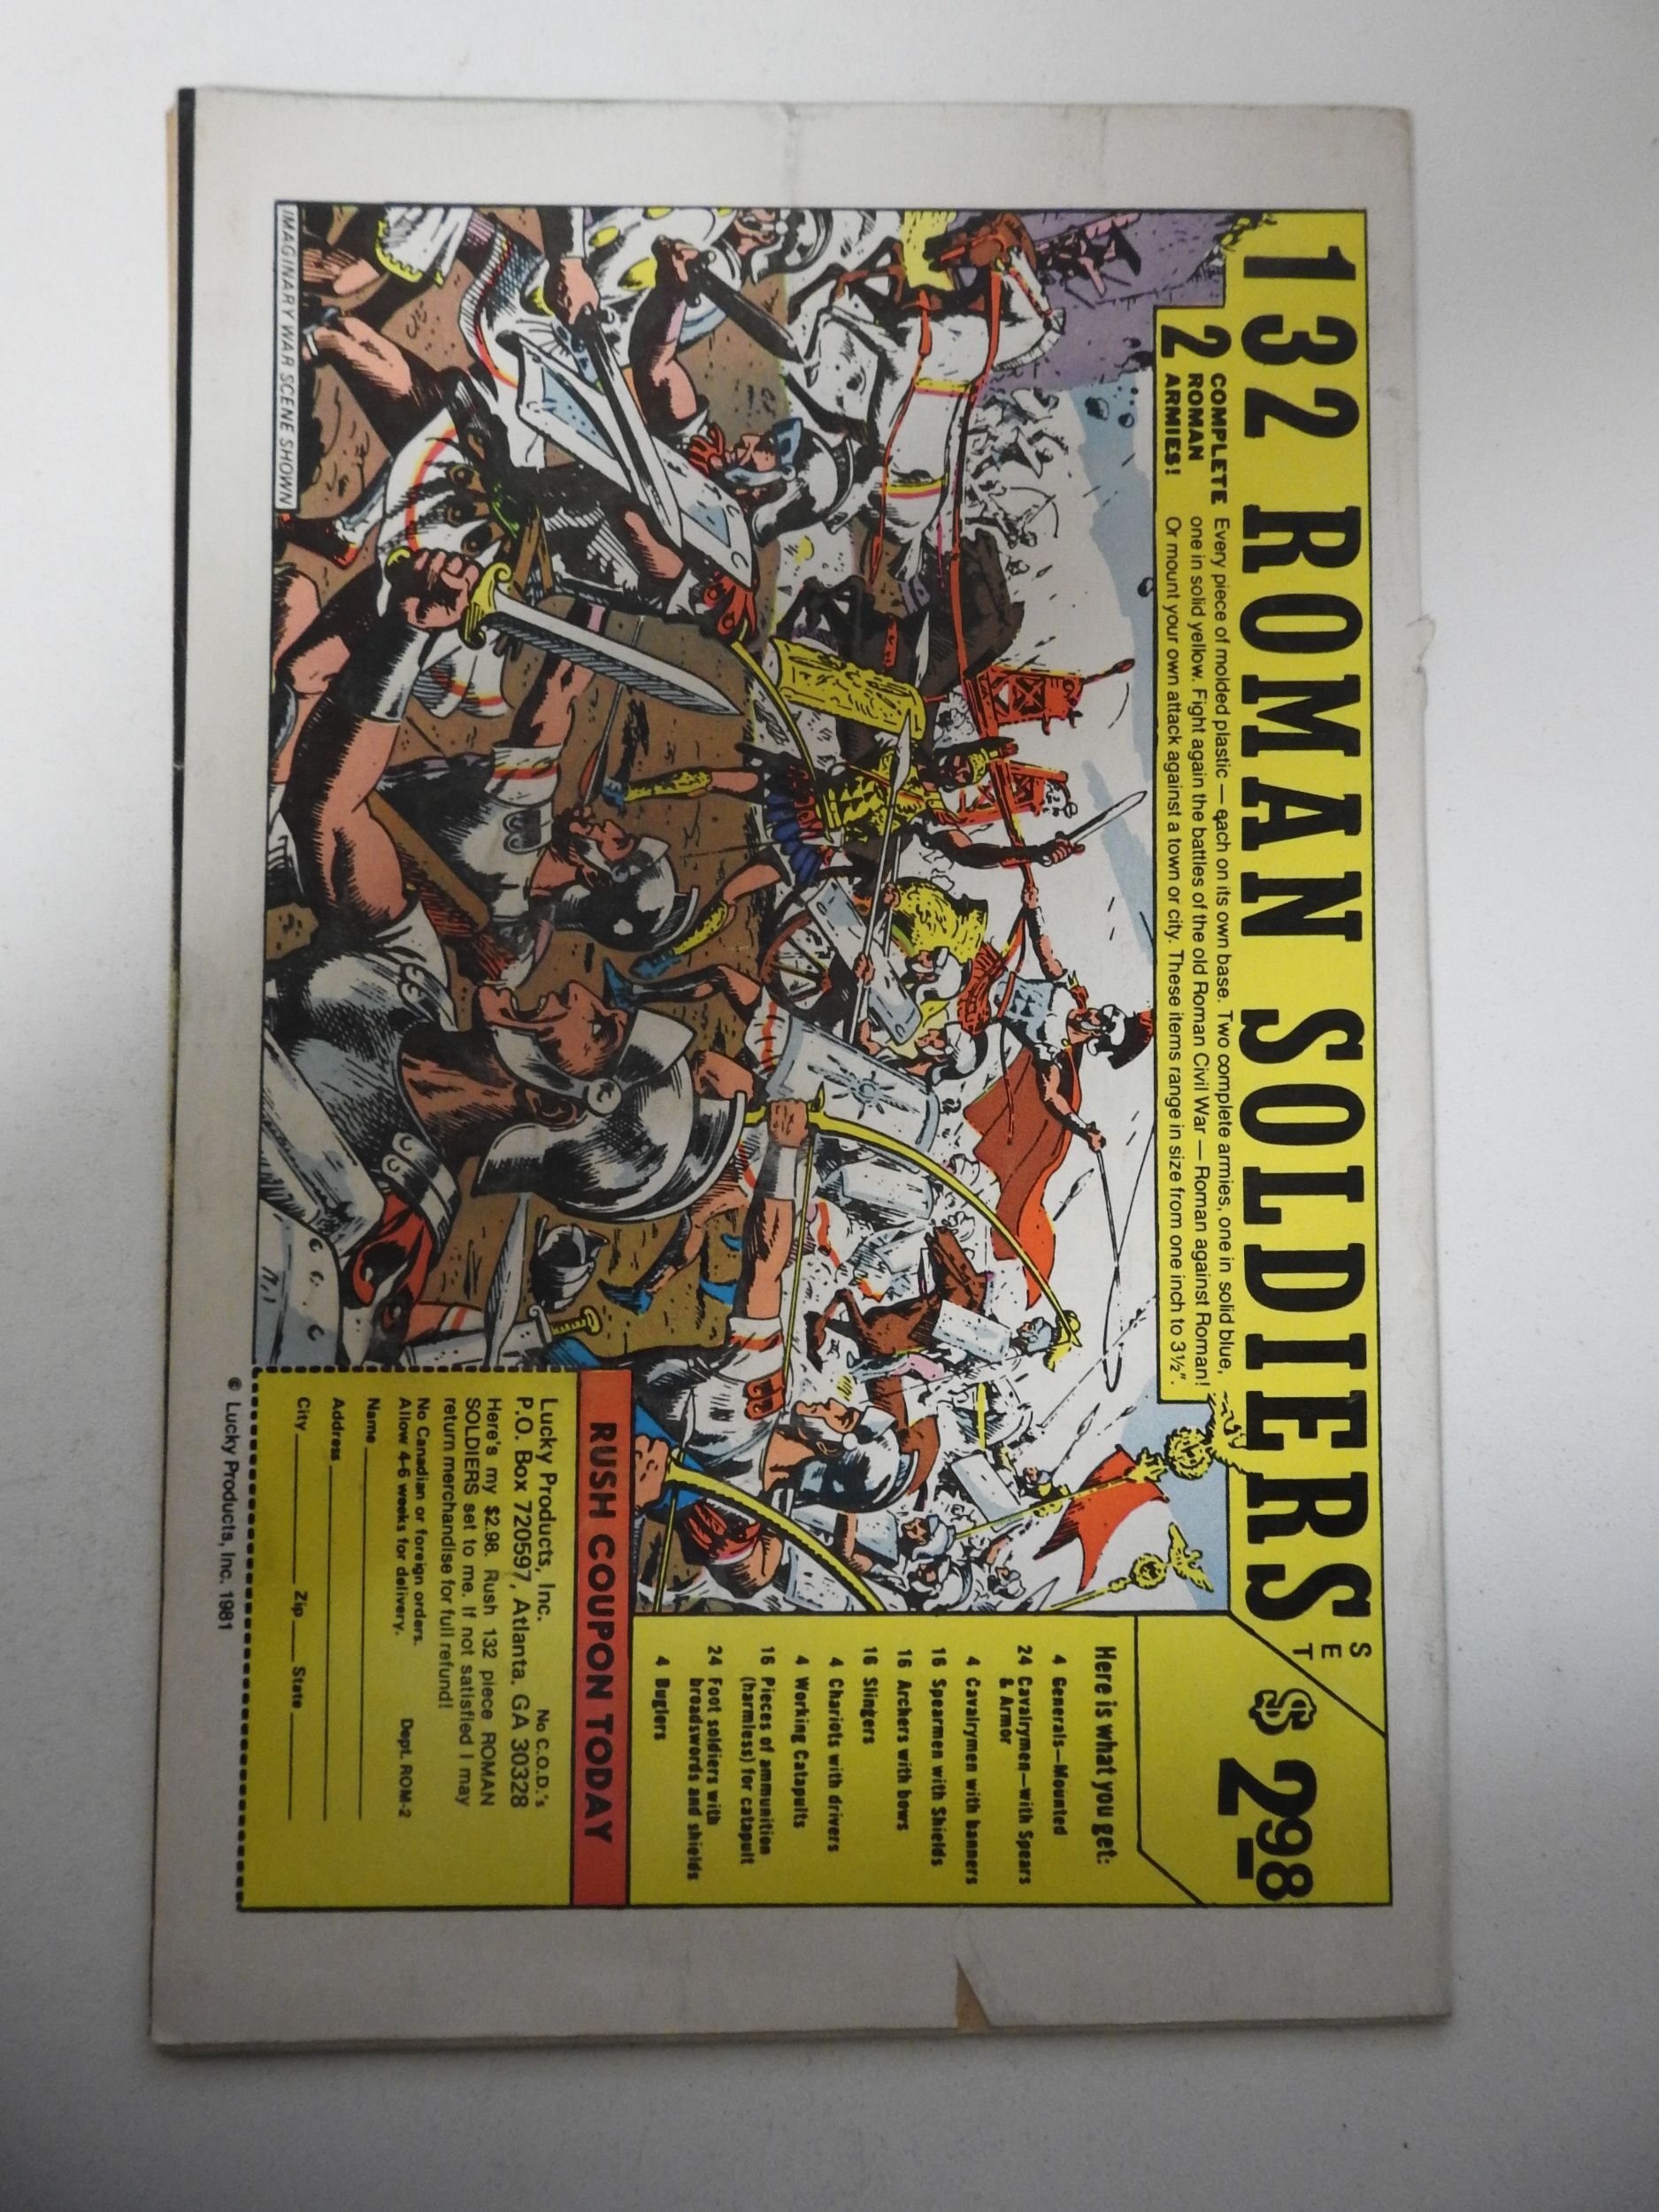 132 ROMAN SOLDIERS SET
$2.98
2 COMPLETE ROMAN ARMIES!
Every piece of molded plastic — each on its own base. Two complete armies, one in solid blue,
one in solid yellow. Fight again the battles of the old Roman Civil War — Roman against Roman!
Or mount your own attack against a town or city. These items range in size from one inch to 3½".
Here is what you get:
4 Generals—Mounted
24 Cavalrymen—with Spears
& Armor
4 Cavalrymen with banners
16 Spearmen with Shields
16 Archers with bows
16 Slingers
4 Chariots with drivers
4 Working Catapults
16 Pieces of ammunition
(harmless) for catapult
24 Foot soldiers with
broadswords and shields
4 Buglers
IMAGINARY WAR SCENE SHOWN
RUSH COUPON TODAY
Lucky Products, Inc. No C.O.D.'s
P.O. Box 720597, Atlanta, GA 30328
Here's my $2.98. Rush 132 piece ROMAN
SOLDIERS set to me. If not satisfied I may
return merchandise for full refund!
No Canadian or foreign orders.
Allow 4-6 weeks for delivery. Dept. ROM-2
Name
Address
City Zip State
© Lucky Products, Inc. 1981